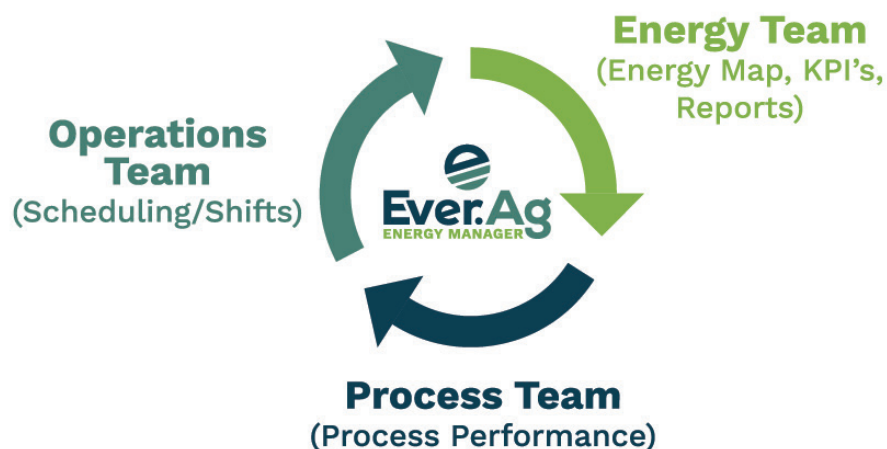 Energy Team
(Energy Map, KPI's,
Reports)
Operations
Team
(Scheduling/Shifts)
Ever.Ag
ENERGY MANAGER
Process Team
(Process Performance)